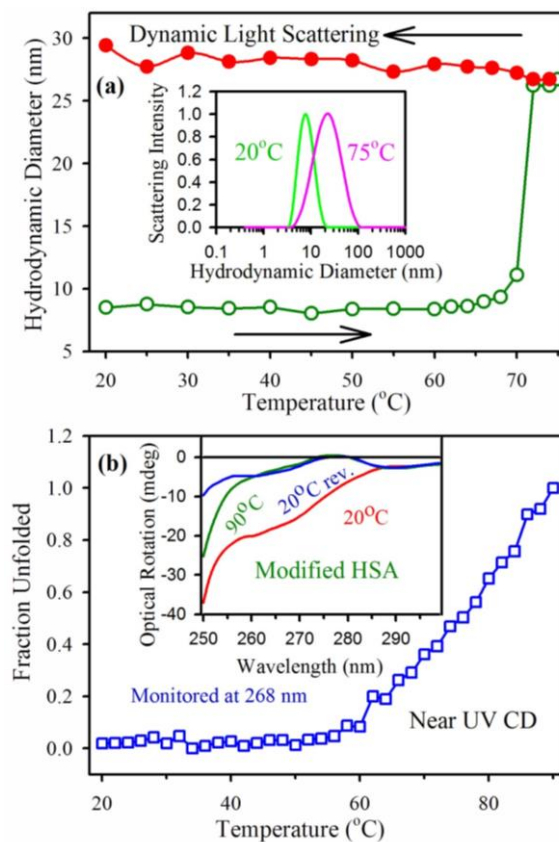 Dynamic Light Scattering
(a)
Hydrodynamic Diameter (nm)
30
25
20
15
10
5
20 30 40 50 60 70
Temperature (°C)
Scattering Intensity
1.2
1.0
0.8
0.6
0.4
0.2
0.0
20°C
75°C
0.1 1 10 100 1000
Hydrodynamic Diameter (nm)
(b)
Fraction Unfolded
1.2
1.0
0.8
0.6
0.4
0.2
0.0
20 40 60 80
Temperature (°C)
Optical Rotation (mdeg)
0
-10
-20
-30
-40
90°C
20°C rev.
20°C
Modified HSA
250 260 270 280 290
Wavelength (nm)
Monitored at 268 nm
Near UV CD